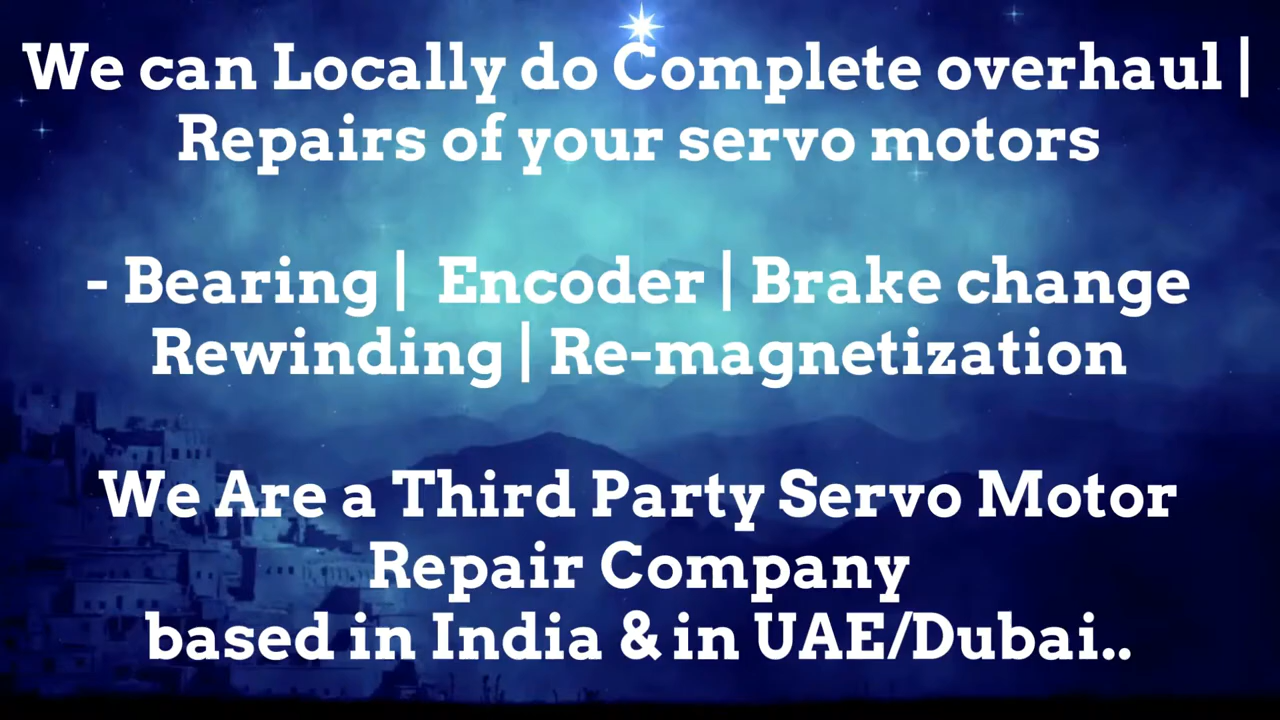 We can Locally do Complete overhaul |
Repairs of your servo motors
- Bearing | Encoder | Brake change
Rewinding | Re-magnetization
We Are a Third Party Servo Motor
Repair Company
based in India & in UAE/Dubai..